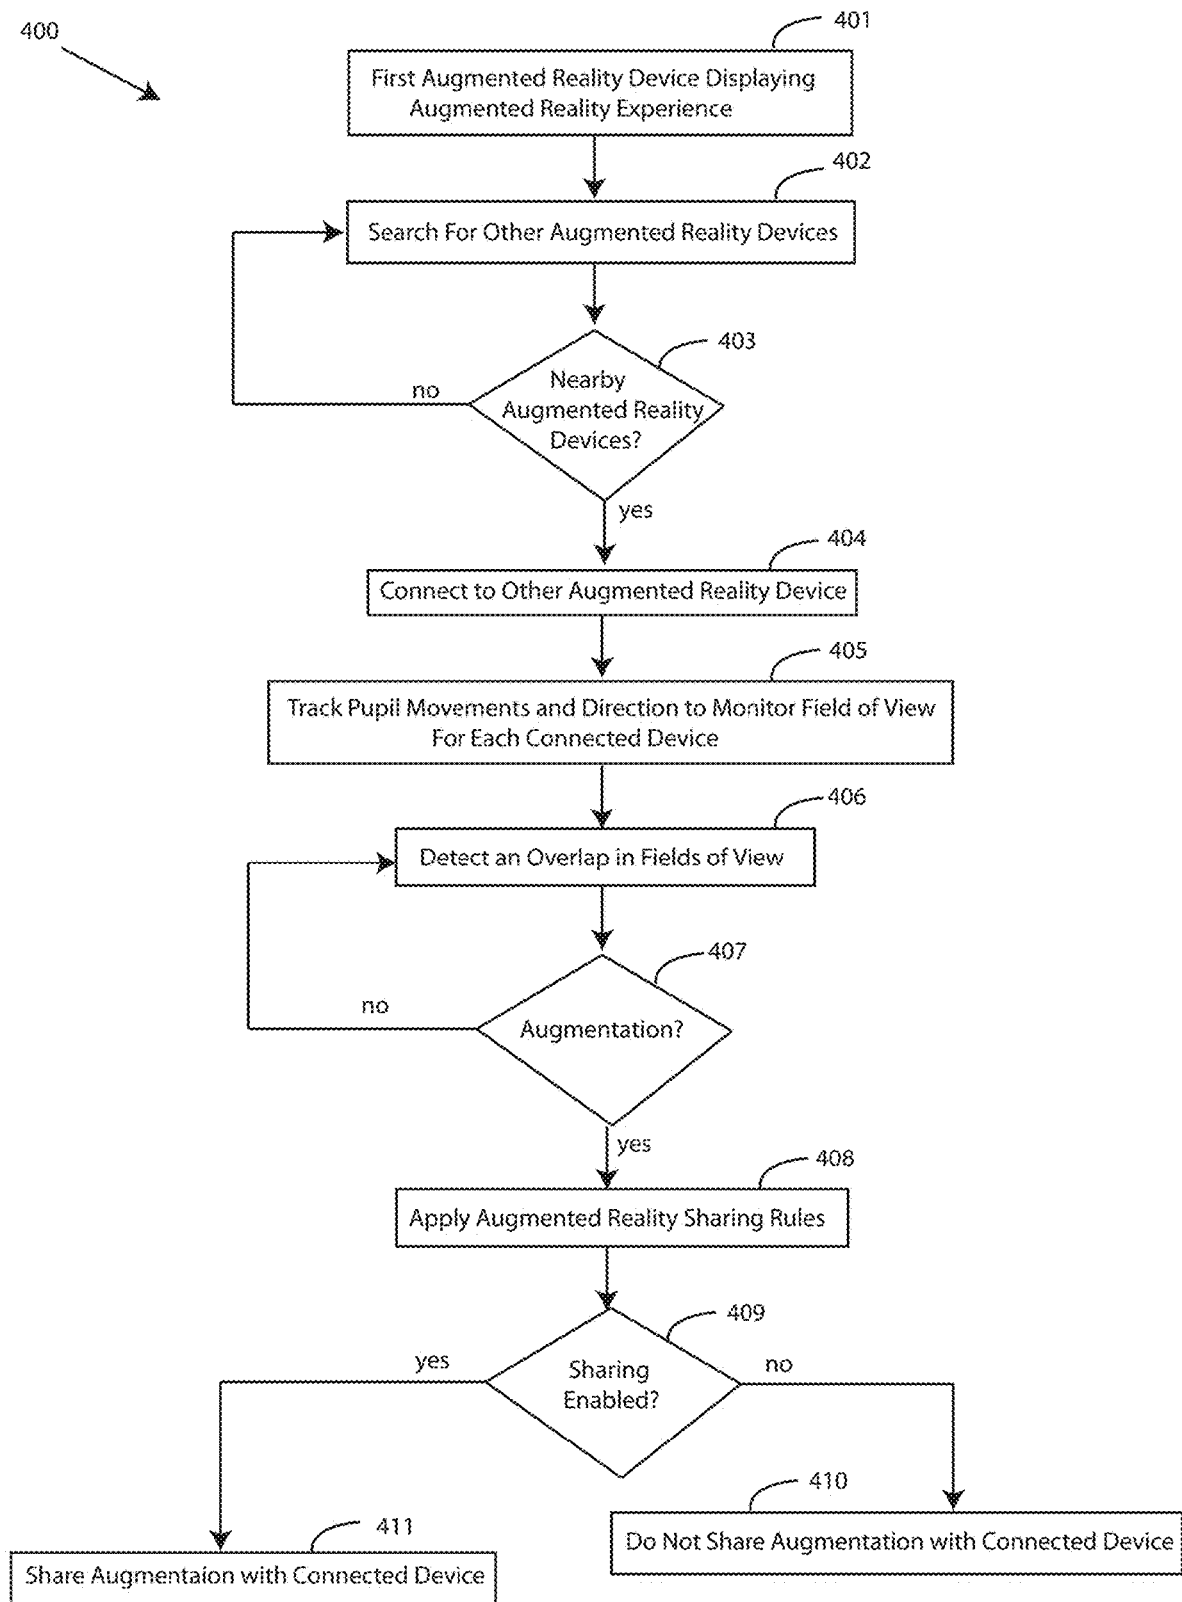 400
401
First Augmented Reality Device Displaying
Augmented Reality Experience
402
Search For Other Augmented Reality Devices
403
Nearby
Augmented Reality
Devices?
no
yes
404
Connect to Other Augmented Reality Device
405
Track Pupil Movements and Direction to Monitor Field of View
For Each Connected Device
406
Detect an Overlap in Fields of View
407
Augmentation?
no
yes
408
Apply Augmented Reality Sharing Rules
409
Sharing
Enabled?
yes
no
410
Do Not Share Augmentation with Connected Device
411
Share Augmentaion with Connected Device